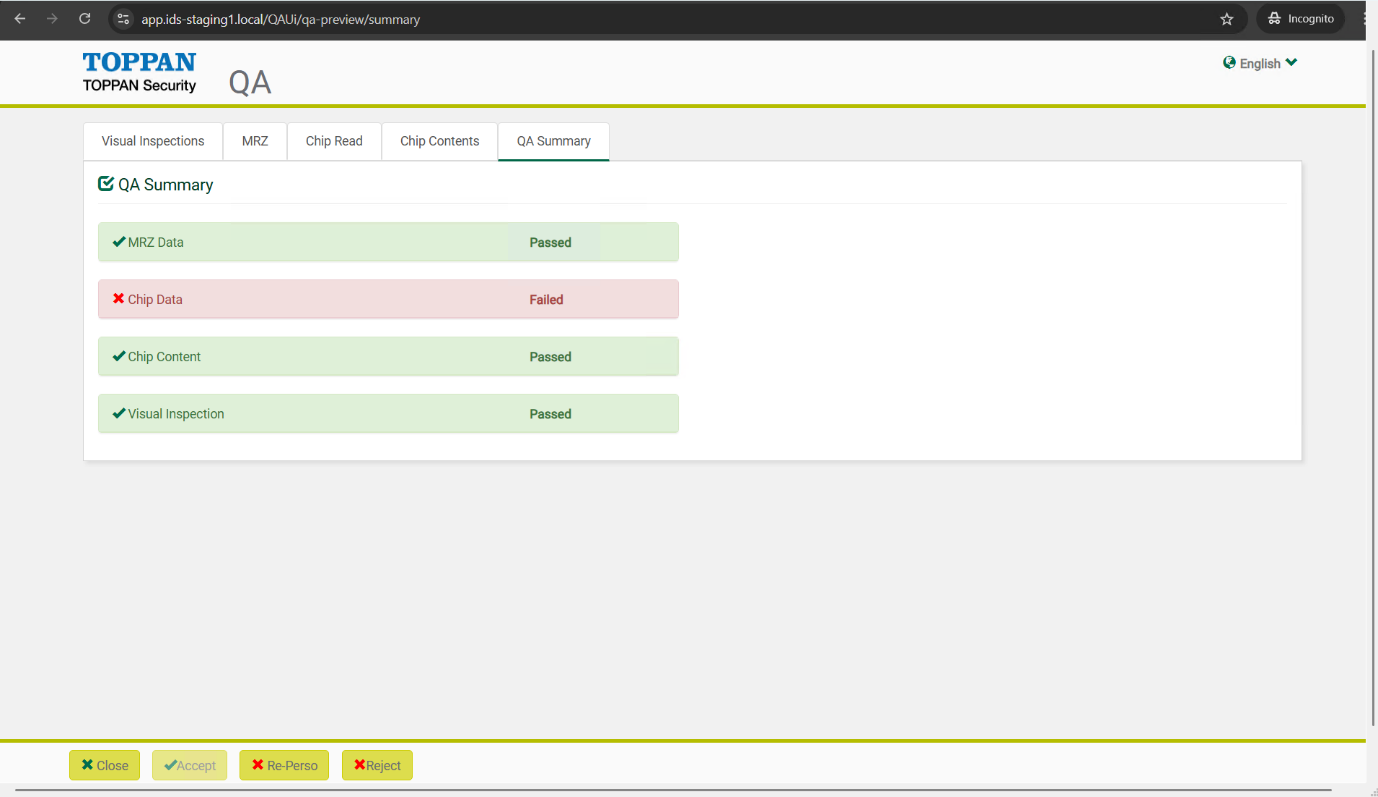 app.ids-staging1.local/QAUi/qa-preview/summary
Incognito
TOPPAN
TOPPAN Security
QA
English
Visual Inspections
MRZ
Chip Read
Chip Contents
QA Summary
QA Summary
MRZ Data Passed
Chip Data Failed
Chip Content Passed
Visual Inspection Passed
Close
Accept
Re-Perso
Reject